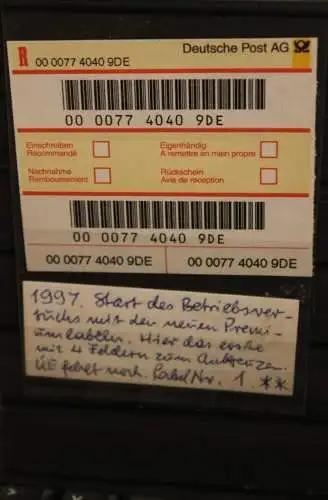 R
Deutsche Post AG
00 0077 4040 9DE
00 0077 4040 9DE
Einschreiben
Recommandé
Eigenhändig
A remettre en main propre
Nachnahme
Remboursement
Rückschein
Avis de réception
00 0077 4040 9DE
00 0077 4040 9DE
00 0077 4040 9DE
1997. Start des Betriebsver-
suchs mit den neuen Premi-
umlabeln. Hier das erste
mit 4 Feldern zum Ankreuzen.
ÜE fehlt noch. Label Nr. 1. **